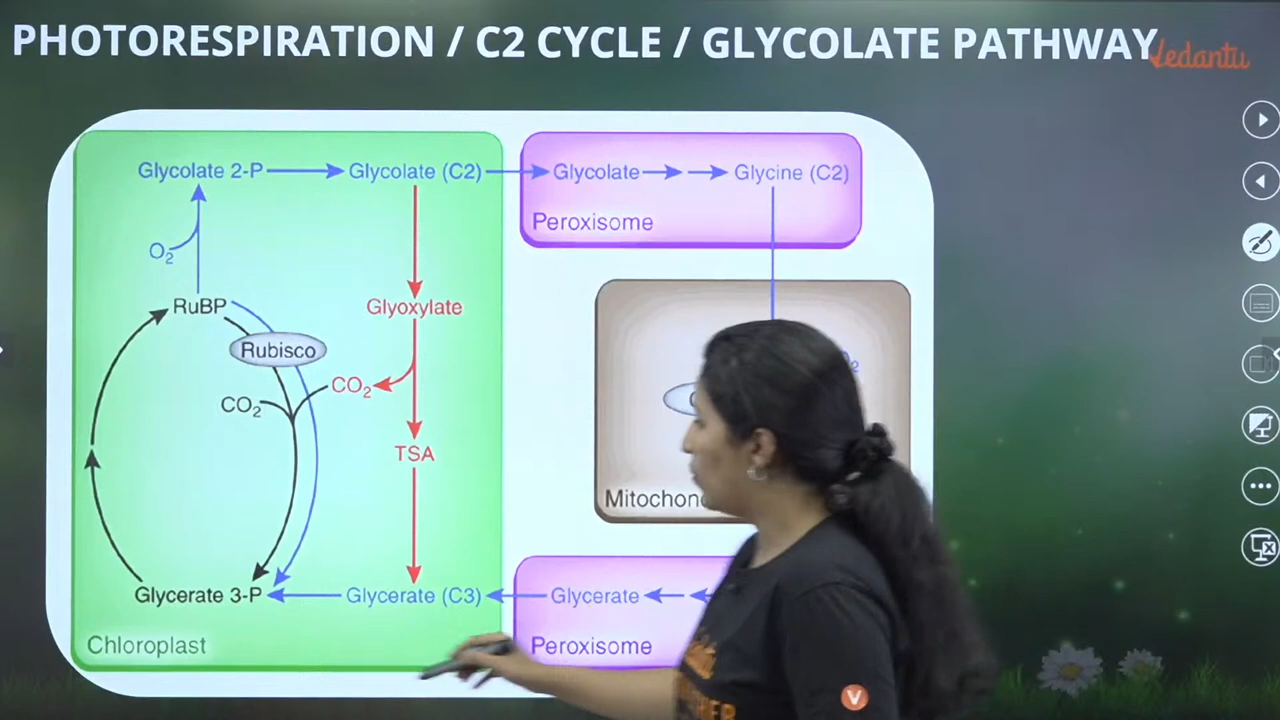 PHOTORESPIRATION / C2 CYCLE / GLYCOLATE PATHWAY
Vedantu
Glycolate 2-P
Glycolate (C2)
Glycolate
Glycine (C2)
Peroxisome
O₂
RuBP
Glyoxylate
Rubisco
CO₂
CO₂
TSA
Glycerate 3-P
Glycerate (C3)
Glycerate
Chloroplast
Peroxisome